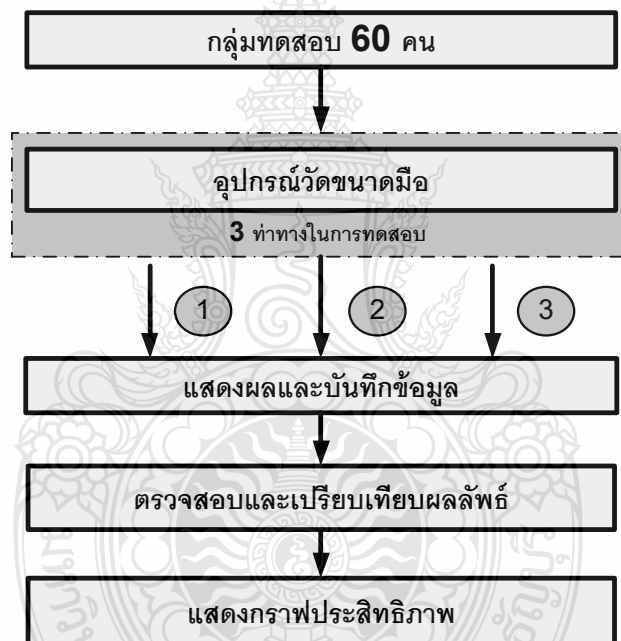 กลุ่มทดสอบ 60 คน
อุปกรณ์วัดขนาดมือ
3 ท่าทางในการทดสอบ
1 2 3
แสดงผลและบันทึกข้อมูล
ตรวจสอบและเปรียบเทียบผลลัพธ์
แสดงกราฟประสิทธิภาพ